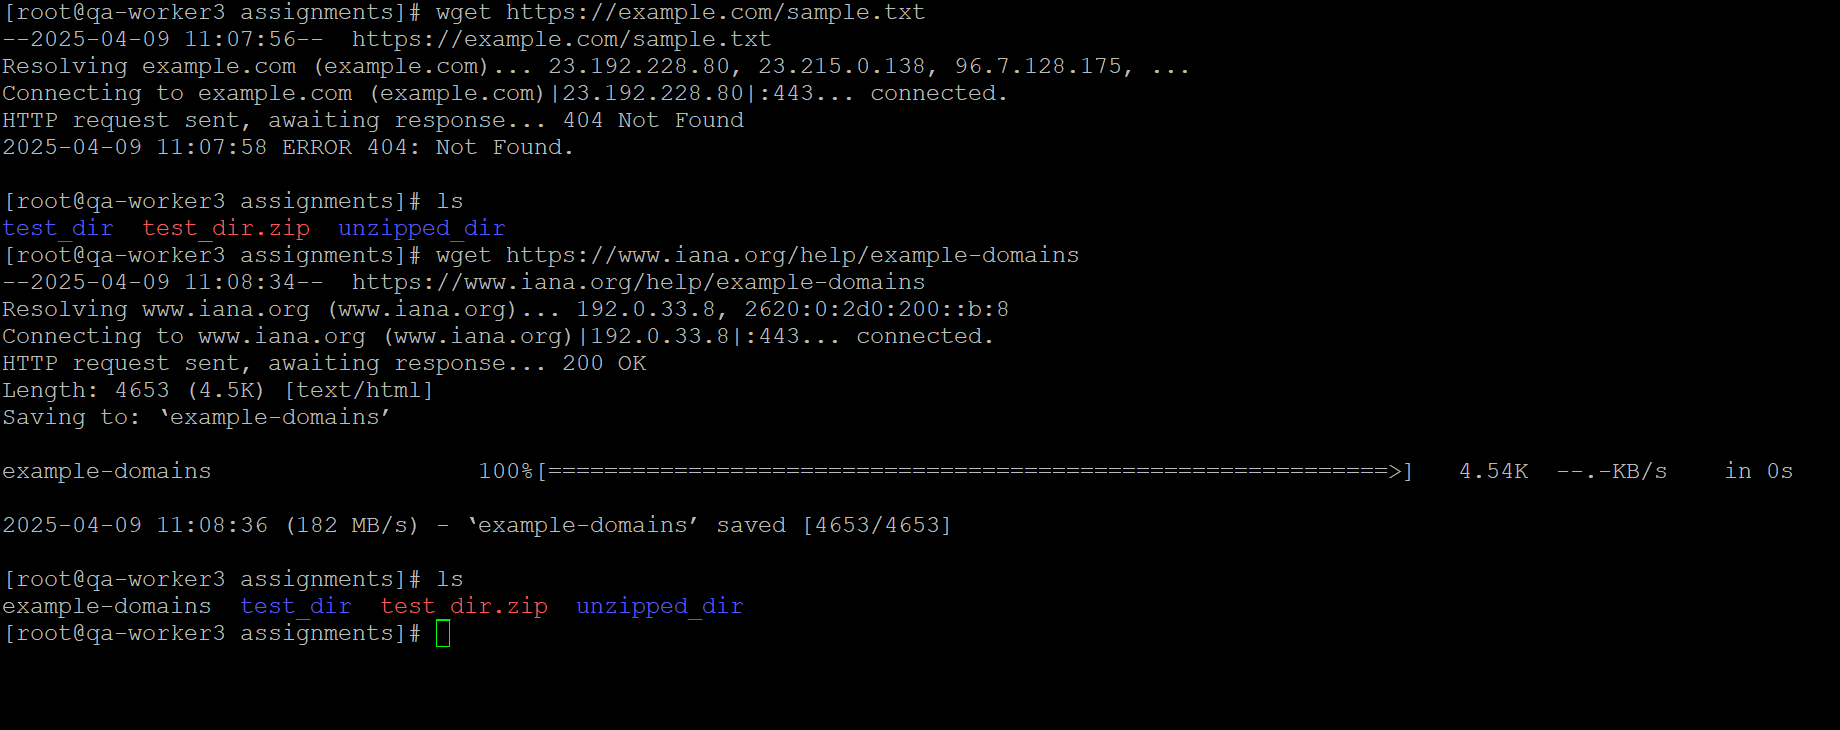 [root@qa-worker3 assignments]# wget https://example.com/sample.txt
--2025-04-09 11:07:56--  https://example.com/sample.txt
Resolving example.com (example.com)... 23.192.228.80, 23.215.0.138, 96.7.128.175, ...
Connecting to example.com (example.com)|23.192.228.80|:443... connected.
HTTP request sent, awaiting response... 404 Not Found
2025-04-09 11:07:58 ERROR 404: Not Found.
[root@qa-worker3 assignments]# ls
test_dir  test_dir.zip  unzipped_dir
[root@qa-worker3 assignments]# wget https://www.iana.org/help/example-domains
--2025-04-09 11:08:34--  https://www.iana.org/help/example-domains
Resolving www.iana.org (www.iana.org)... 192.0.33.8, 2620:0:2d0:200::b:8
Connecting to www.iana.org (www.iana.org)|192.0.33.8|:443... connected.
HTTP request sent, awaiting response... 200 OK
Length: 4653 (4.5K) [text/html]
Saving to: ‘example-domains’
example-domains                   100%[============================================================>]   4.54K  --.-KB/s    in 0s
2025-04-09 11:08:36 (182 MB/s) - ‘example-domains’ saved [4653/4653]
[root@qa-worker3 assignments]# ls
example-domains  test_dir  test_dir.zip  unzipped_dir
[root@qa-worker3 assignments]#